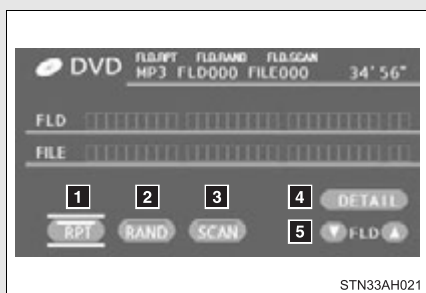 FLD.RPT FLD.RAND FLD.SCAN
DVD MP3 FLD000 FILE000 34'56"
FLD
FILE
1 2 3 4 DETAIL
RPT RAND SCAN 5 FLD
STN33AH021